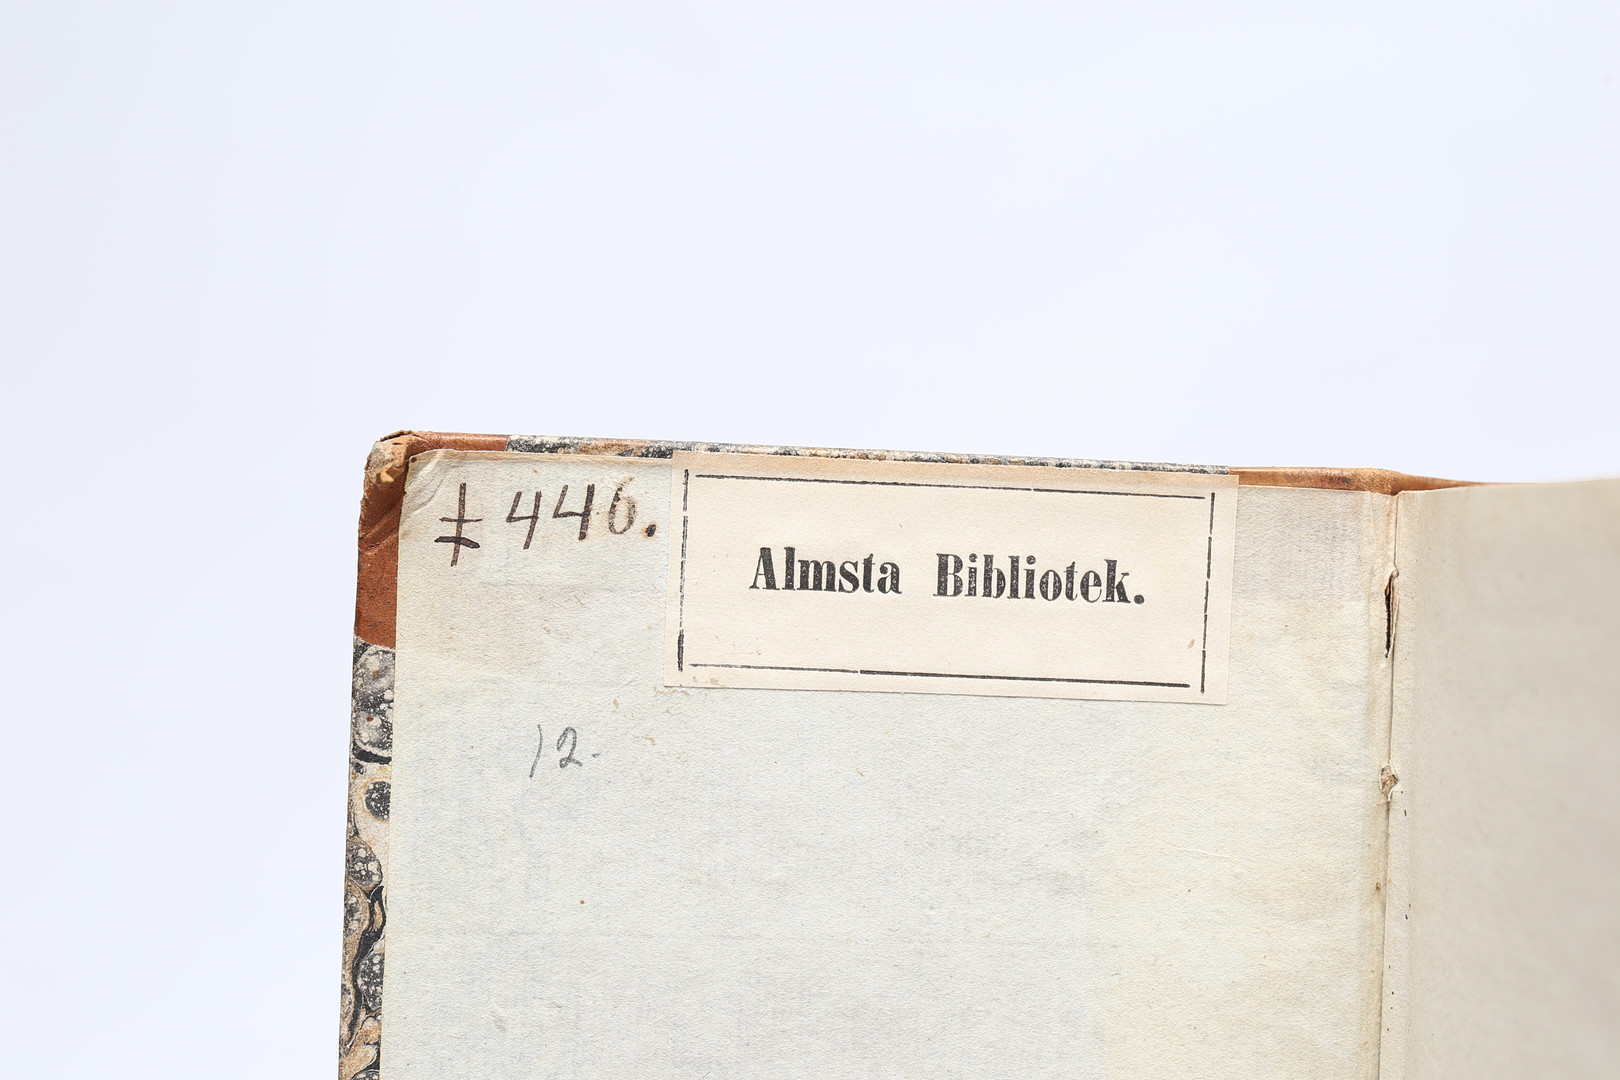 ‡ 446.
Almsta Bibliotek.
12.